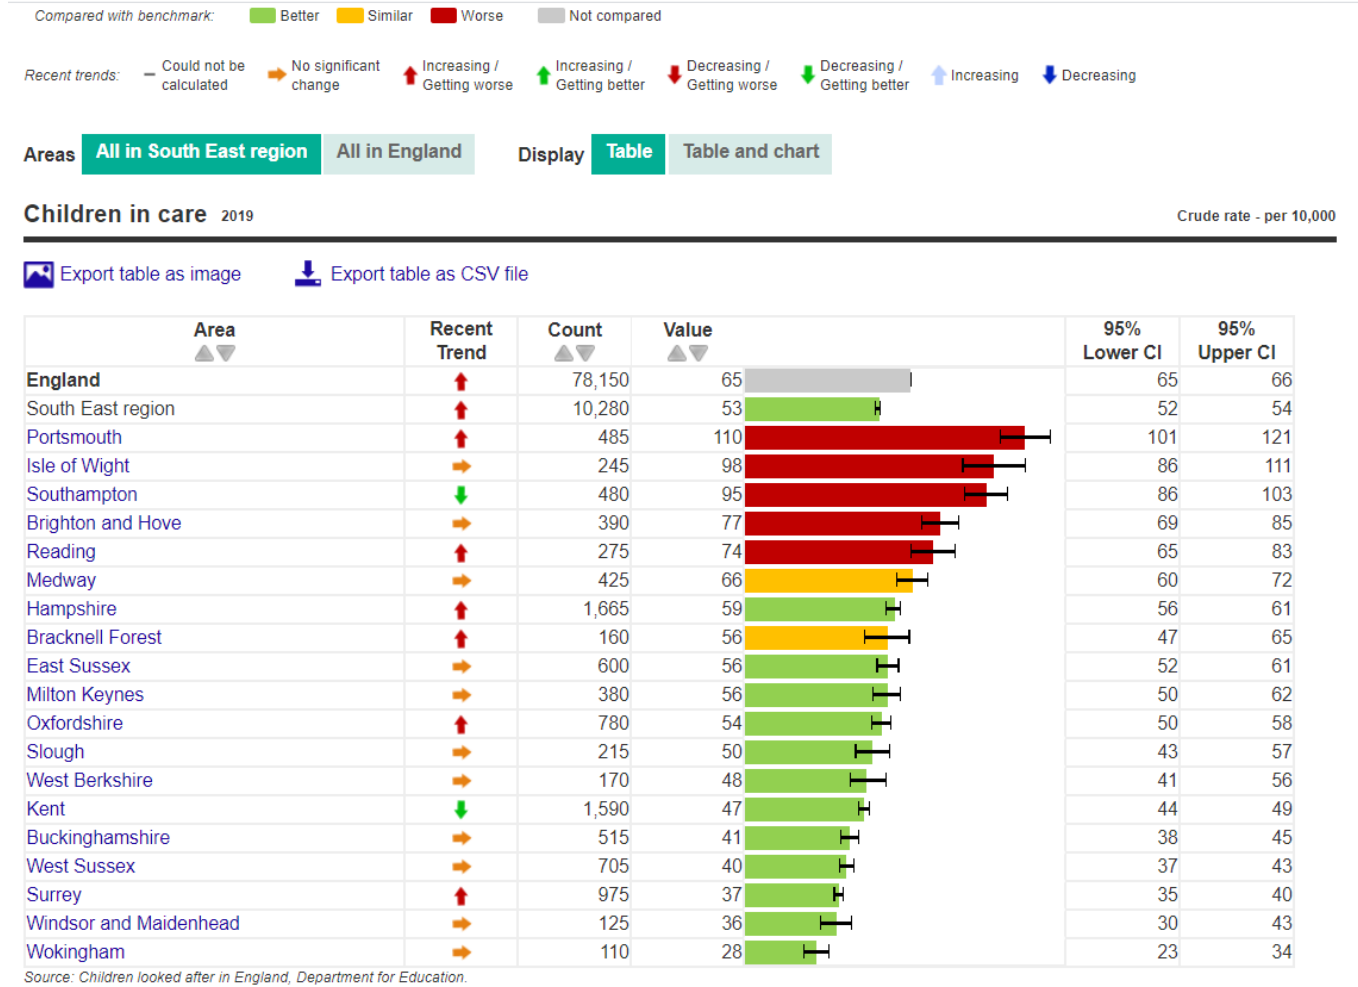 Compared with benchmark: Better Similar Worse Not compared
Recent trends: Could not be calculated No significant change Increasing / Getting worse Increasing / Getting better Decreasing / Getting worse Decreasing / Getting better Increasing Decreasing
Areas All in South East region All in England Display Table Table and chart
Children in care 2019 Crude rate - per 10,000
Export table as image Export table as CSV file
Area Recent Trend Count Value 95% Lower CI 95% Upper CI
England 78,150 65 65 66
South East region 10,280 53 52 54
Portsmouth 485 110 101 121
Isle of Wight 245 98 86 111
Southampton 480 95 86 103
Brighton and Hove 390 77 69 85
Reading 275 74 65 83
Medway 425 66 60 72
Hampshire 1,665 59 56 61
Bracknell Forest 160 56 47 65
East Sussex 600 56 52 61
Milton Keynes 380 56 50 62
Oxfordshire 780 54 50 58
Slough 215 50 43 57
West Berkshire 170 48 41 56
Kent 1,590 47 44 49
Buckinghamshire 515 41 38 45
West Sussex 705 40 37 43
Surrey 975 37 35 40
Windsor and Maidenhead 125 36 30 43
Wokingham 110 28 23 34
Source: Children looked after in England, Department for Education.